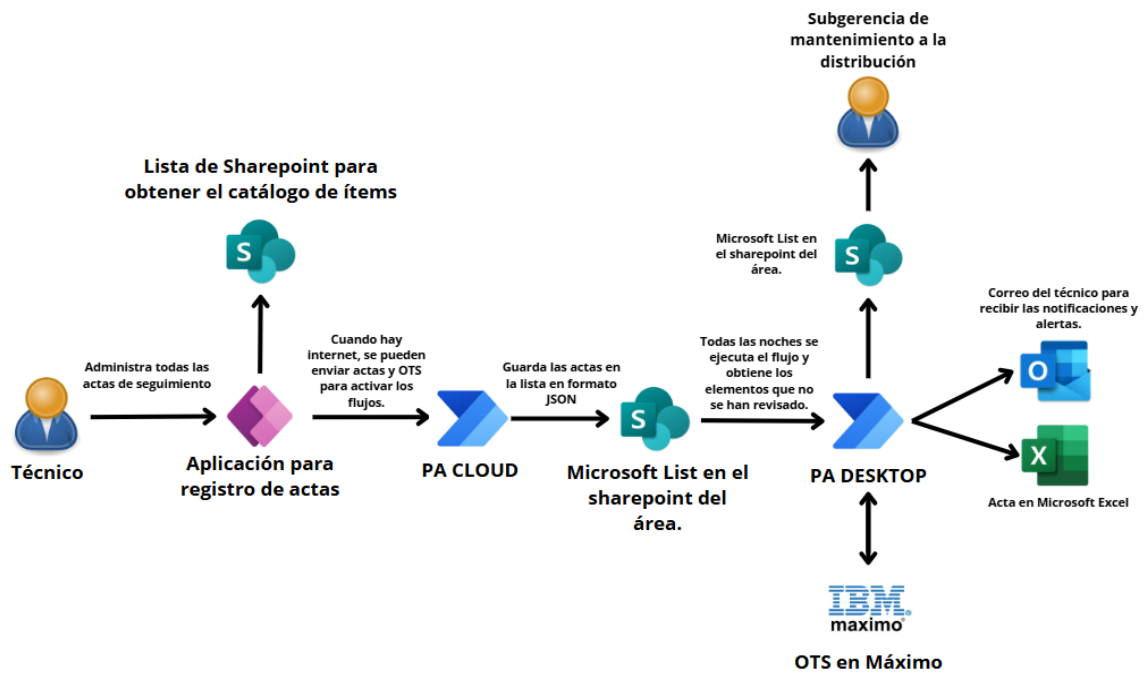 Subgerencia de
mantenimiento a la
distribución
Lista de Sharepoint para
obtener el catálogo de ítems
S
Microsoft List en
el sharepoint del
área.
S
Correo del técnico para
recibir las notificaciones y
alertas.
O
Administra todas las
actas de seguimiento
Cuando hay
internet, se pueden
enviar actas y OTS
para activar los
flujos.
Guarda las actas en
la lista en formato
JSON
Todas las noches se
ejecuta el flujo y
obtiene los
elementos que no
se han revisado.
S
X
Técnico
Aplicación para
registro de actas
PA CLOUD
Microsoft List en el
sharepoint del
área.
PA DESKTOP
Acta en Microsoft Excel
IBM®
maximo®
OTS en Máximo